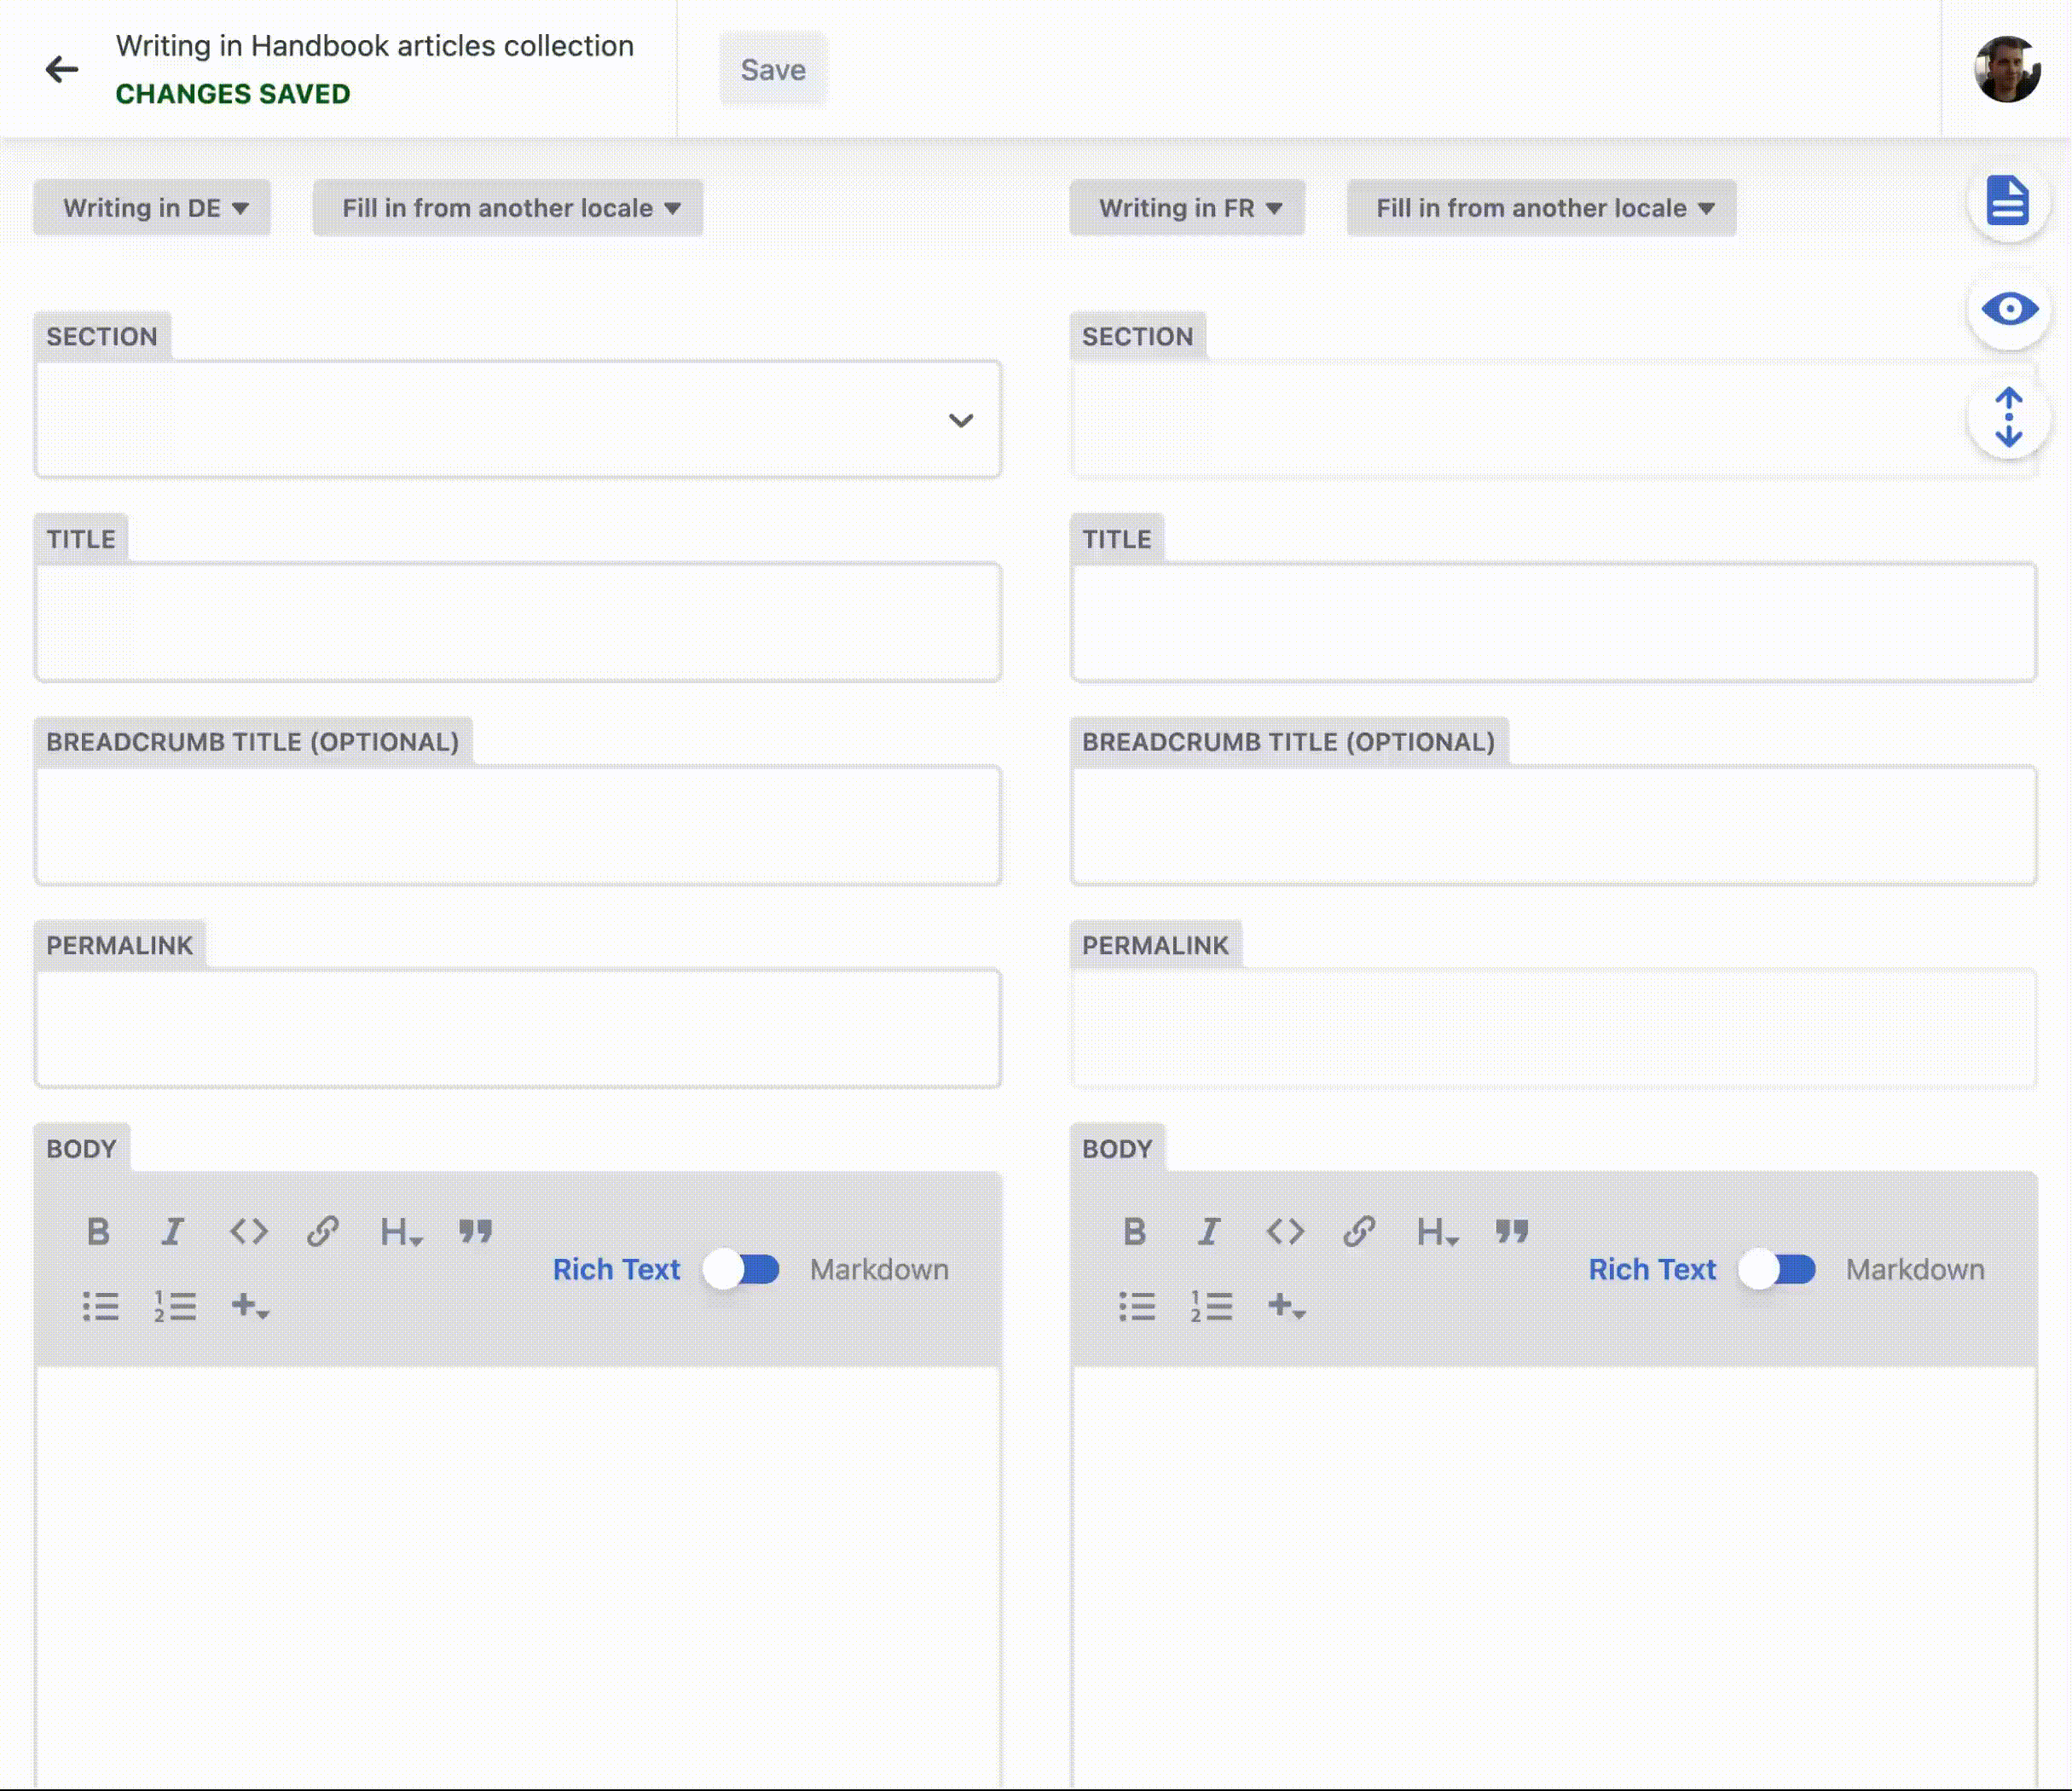 Writing in Handbook articles collection
CHANGES SAVED
Save
Writing in DE
Fill in from another locale
Writing in FR
Fill in from another locale
SECTION
SECTION
TITLE
TITLE
BREADCRUMB TITLE (OPTIONAL)
BREADCRUMB TITLE (OPTIONAL)
PERMALINK
PERMALINK
BODY
BODY
Rich Text
Markdown
Rich Text
Markdown